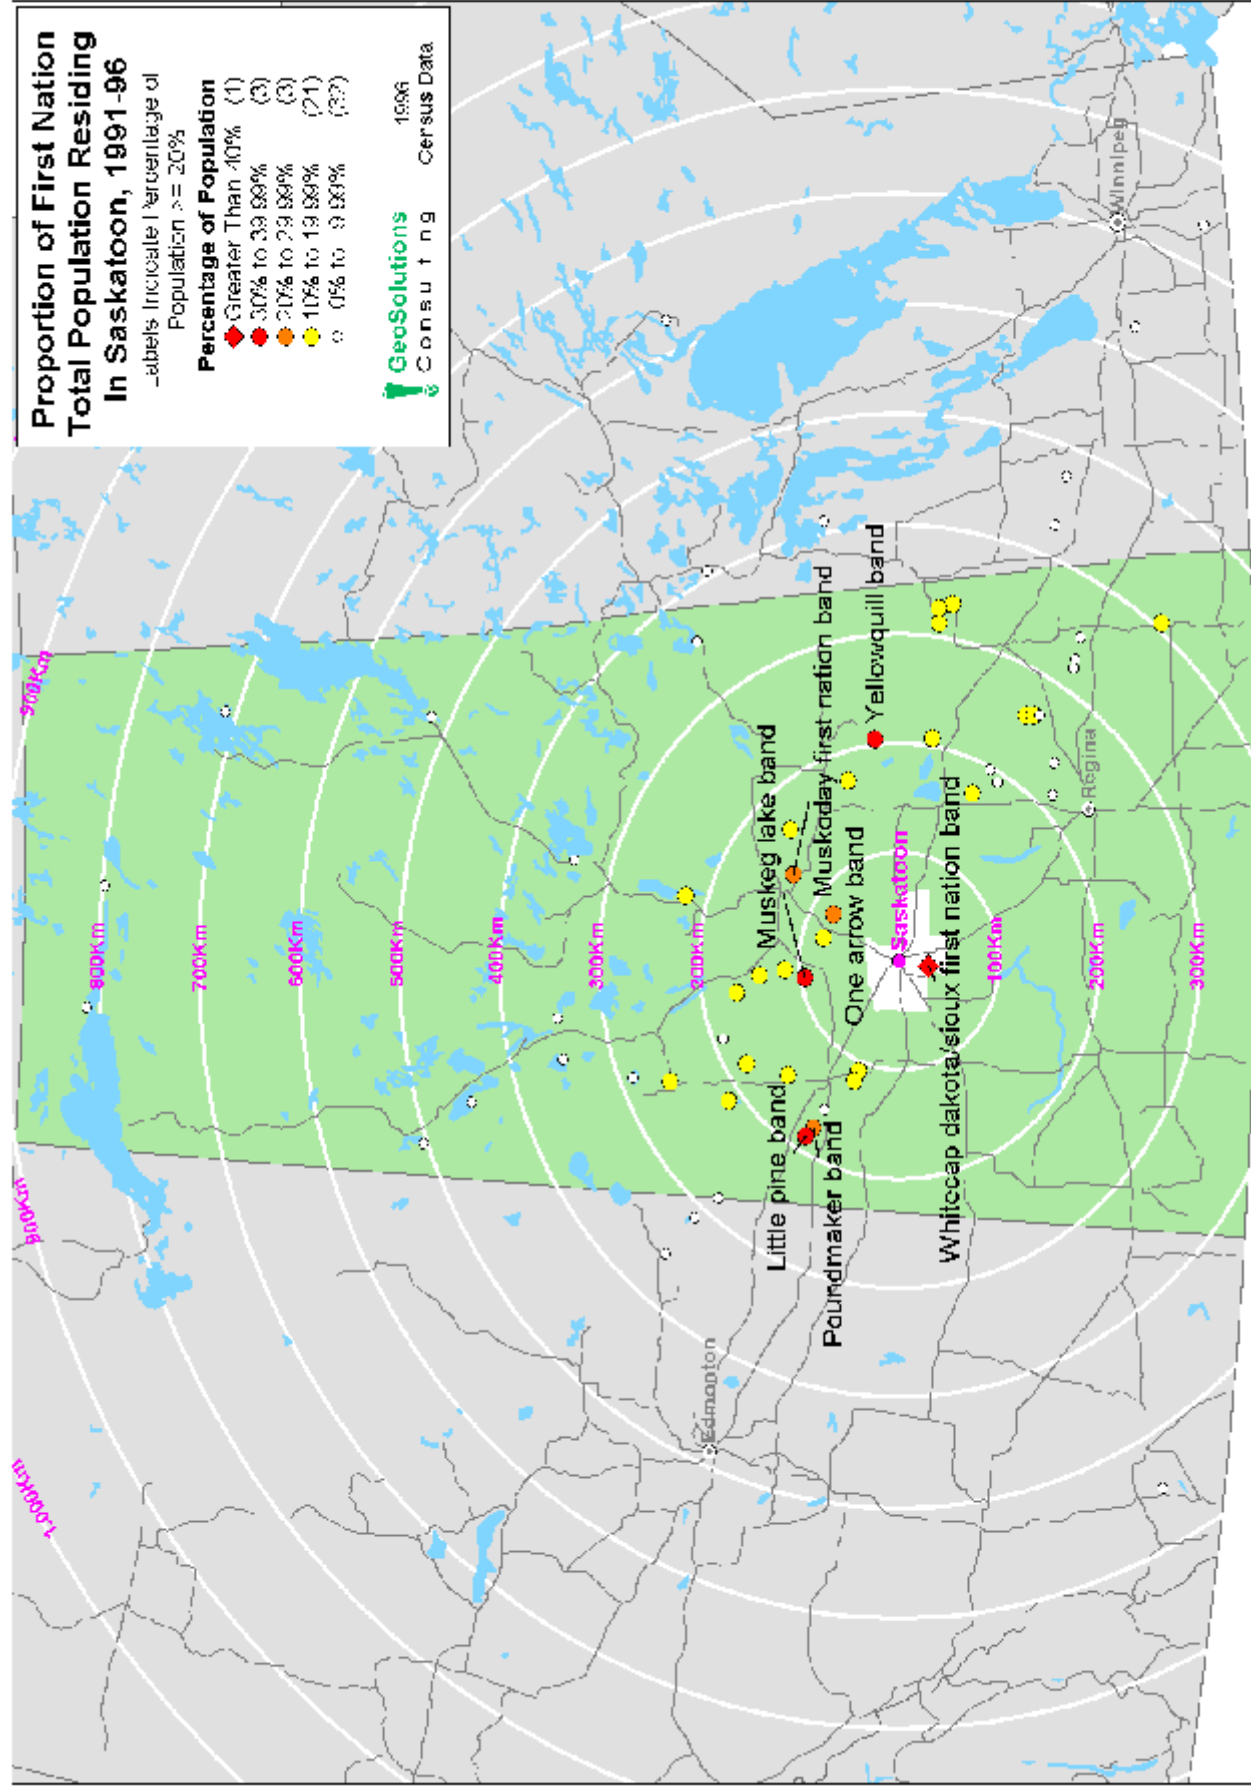 Proportion of First Nation
Total Population Residing
In Saskatoon, 1991-96
Labels Indicate Percentage of
Population >= 20%
Percentage of Population
Greater Than 40% (1)
30% to 39.99% (3)
20% to 29.99% (3)
10% to 19.99% (21)
0% to 9.99% (32)
GeoSolutions
Consulting
1996
Census Data
1,000Km
900Km
900Km
800Km
700Km
600Km
500Km
400Km
300Km
200Km
Edmonton
Little pine band
Poundmaker band
Muskeg lake band
Muskoday first nation band
One arrow band
Yellowquill band
Saskatoon
Whitecap dakota/sioux first nation band
100Km
200Km
300Km
Regina
Winnipeg